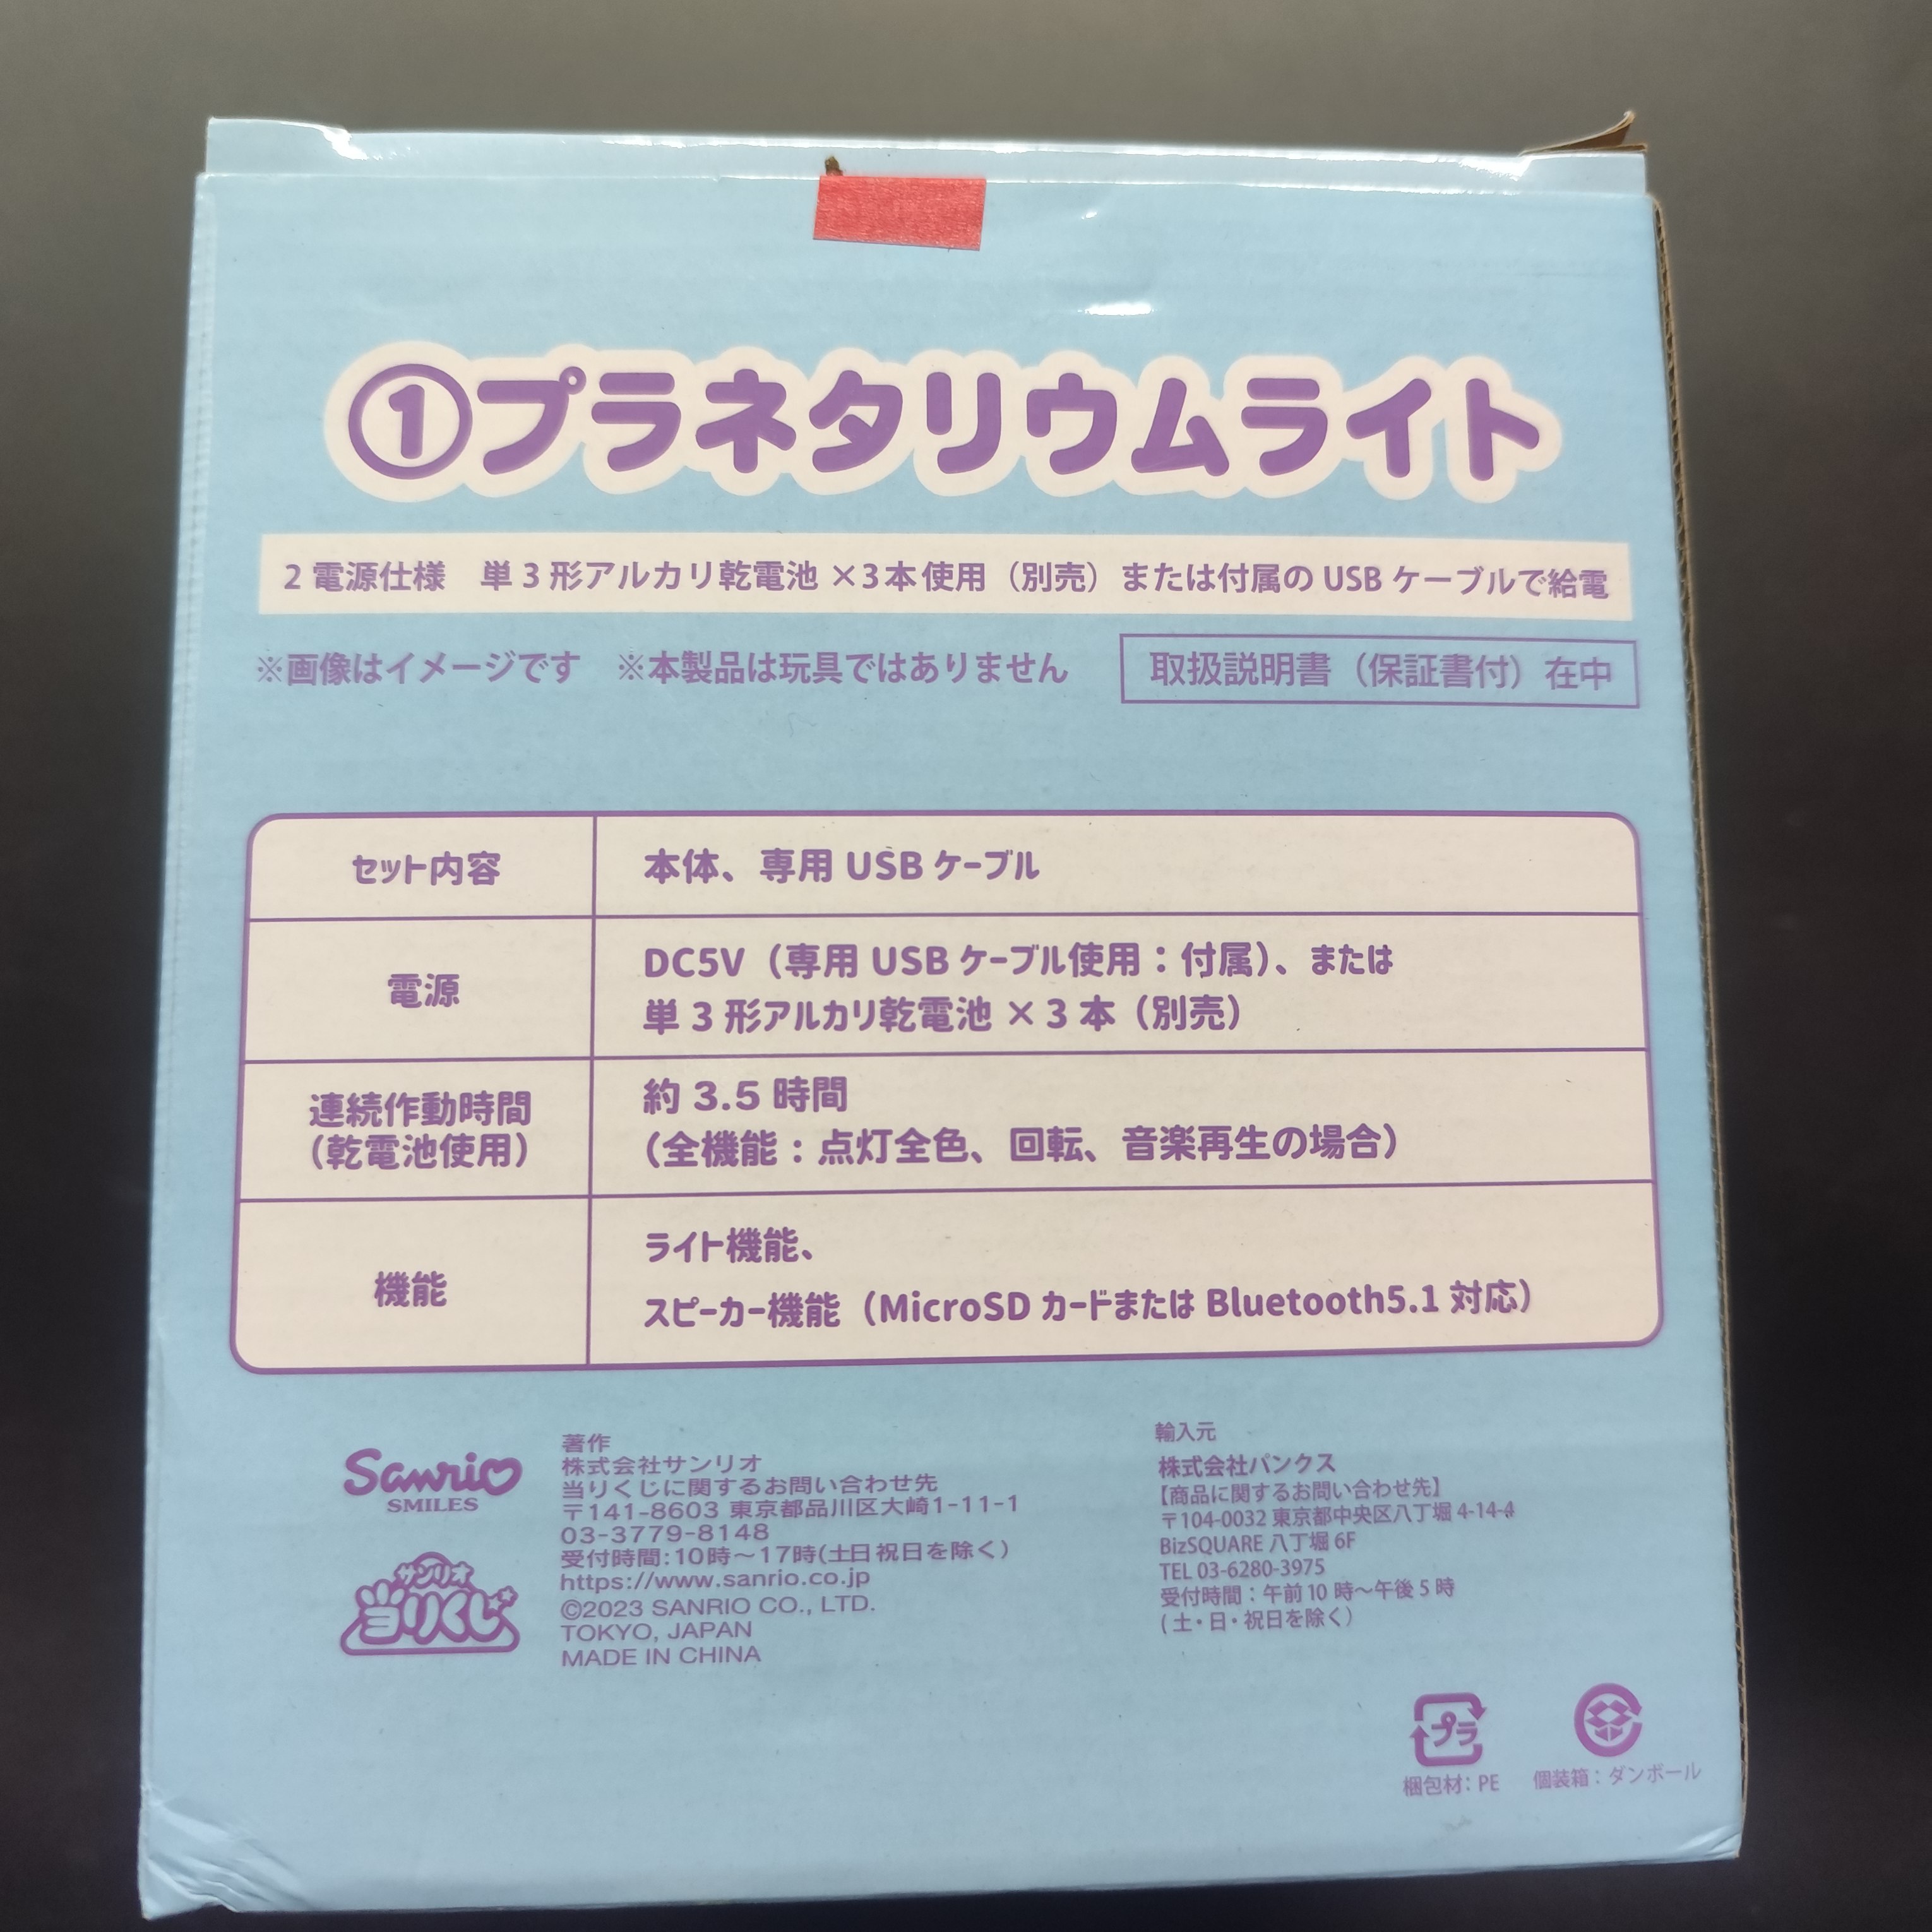 ①プラネタリウムライト
2電源仕様　単3形アルカリ乾電池×3本使用（別売）または付属のUSBケーブルで給電
※画像はイメージです　※本製品は玩具ではありません
取扱説明書（保証書付）在中
セット内容
本体、専用USBケーブル
電源
DC5V（専用USBケーブル使用：付属）、または
単3形アルカリ乾電池×3本（別売）
連続作動時間
（乾電池使用）
約3.5時間
（全機能：点灯全色、回転、音楽再生の場合）
機能
ライト機能、
スピーカー機能（MicroSDカードまたはBluetooth5.1対応）
Sanrio
SMILES
サンリオ
当りくじ
著作
株式会社サンリオ
当りくじに関するお問い合わせ先
〒141-8603 東京都品川区大崎1-11-1
03-3779-8148
受付時間:10時〜17時(土日祝日を除く)
https://www.sanrio.co.jp
©2023 SANRIO CO., LTD.
TOKYO, JAPAN
MADE IN CHINA
輸入元
株式会社パンクス
【商品に関するお問い合わせ先】
〒104-0032 東京都中央区八丁堀 4-14-4
BizSQUARE 八丁堀 6F
TEL 03-6280-3975
受付時間：午前10時〜午後5時
(土・日・祝日を除く)
プラ
梱包材：PE
個装箱：ダンボール